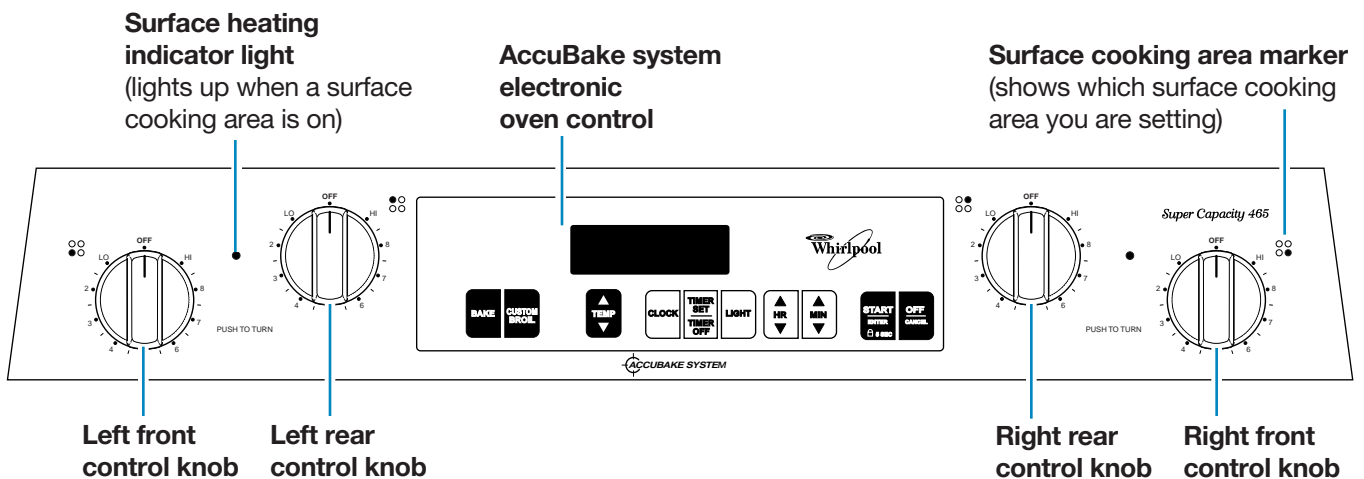 Surface heating
indicator light
(lights up when a surface
cooking area is on)
AccuBake system
electronic
oven control
Surface cooking area marker
(shows which surface cooking
area you are setting)
OFF
LO
HI
2
8
3
7
4
6
PUSH TO TURN
OFF
LO
HI
2
8
3
7
4
6
Whirlpool
BAKE
CUSTOM
BROIL
TEMP
CLOCK
TIMER
SET
TIMER
OFF
LIGHT
HR
MIN
START
ENTER
5 SEC
OFF
CANCEL
ACCUBAKE SYSTEM
OFF
LO
HI
2
8
3
7
4
6
PUSH TO TURN
Super Capacity 465
OFF
LO
HI
2
8
3
7
4
6
Left front
control knob
Left rear
control knob
Right rear
control knob
Right front
control knob